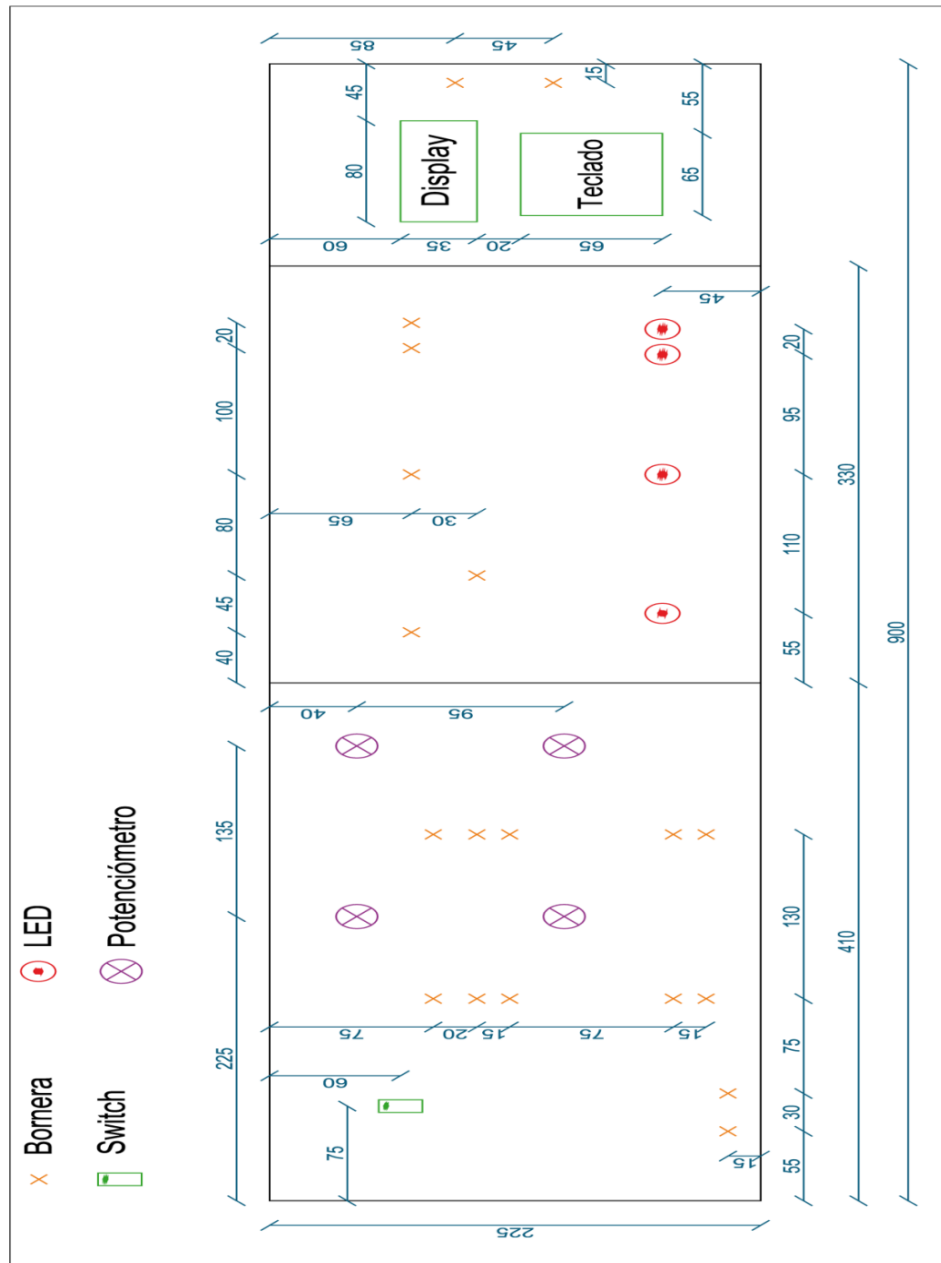 Bornera LED
Switch Potenciómetro
225 135 40 45 80 100 20
75 60 75 40 65 60 80 45 85
20 95 30 35 Display
15 20 45
225 75 65 Teclado 15
15 45 65 55
15
55 30 75 130 55 110 95 20
410 330
900